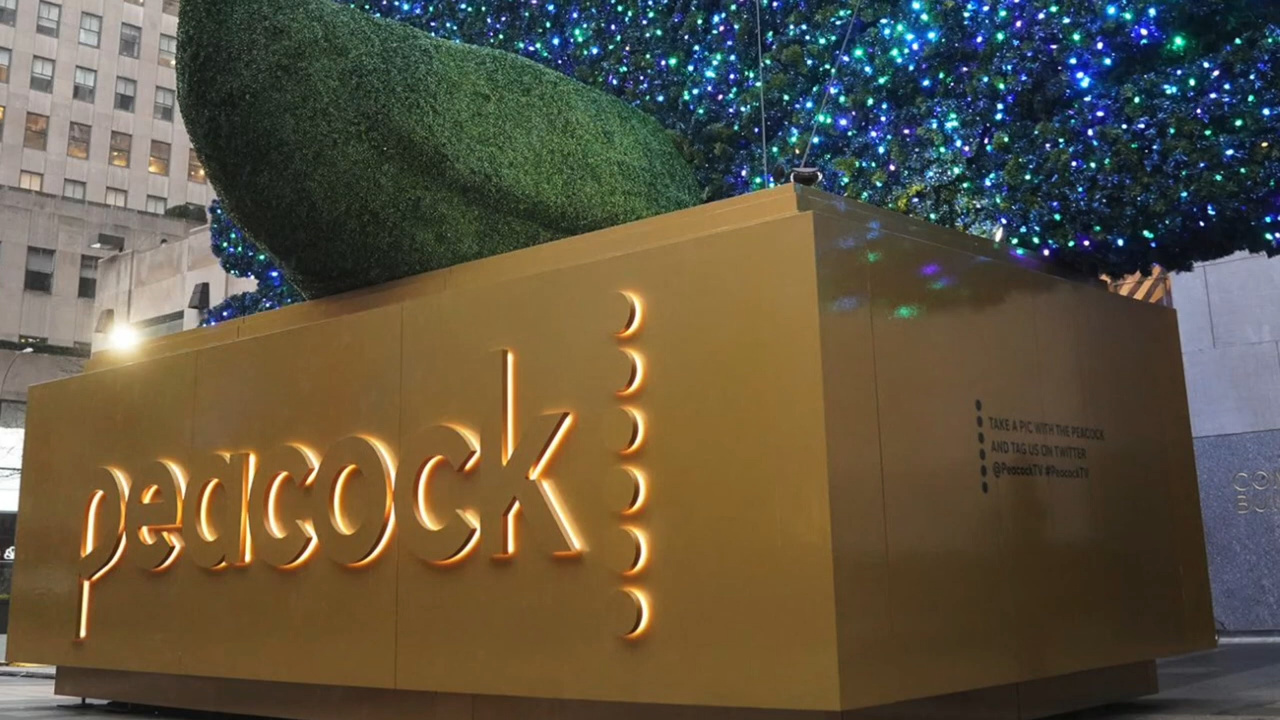 peacock
TAKE A PIC WITH THE PEACOCK
AND TAG US ON TWITTER
@PeacockTV #PeacockTV
&